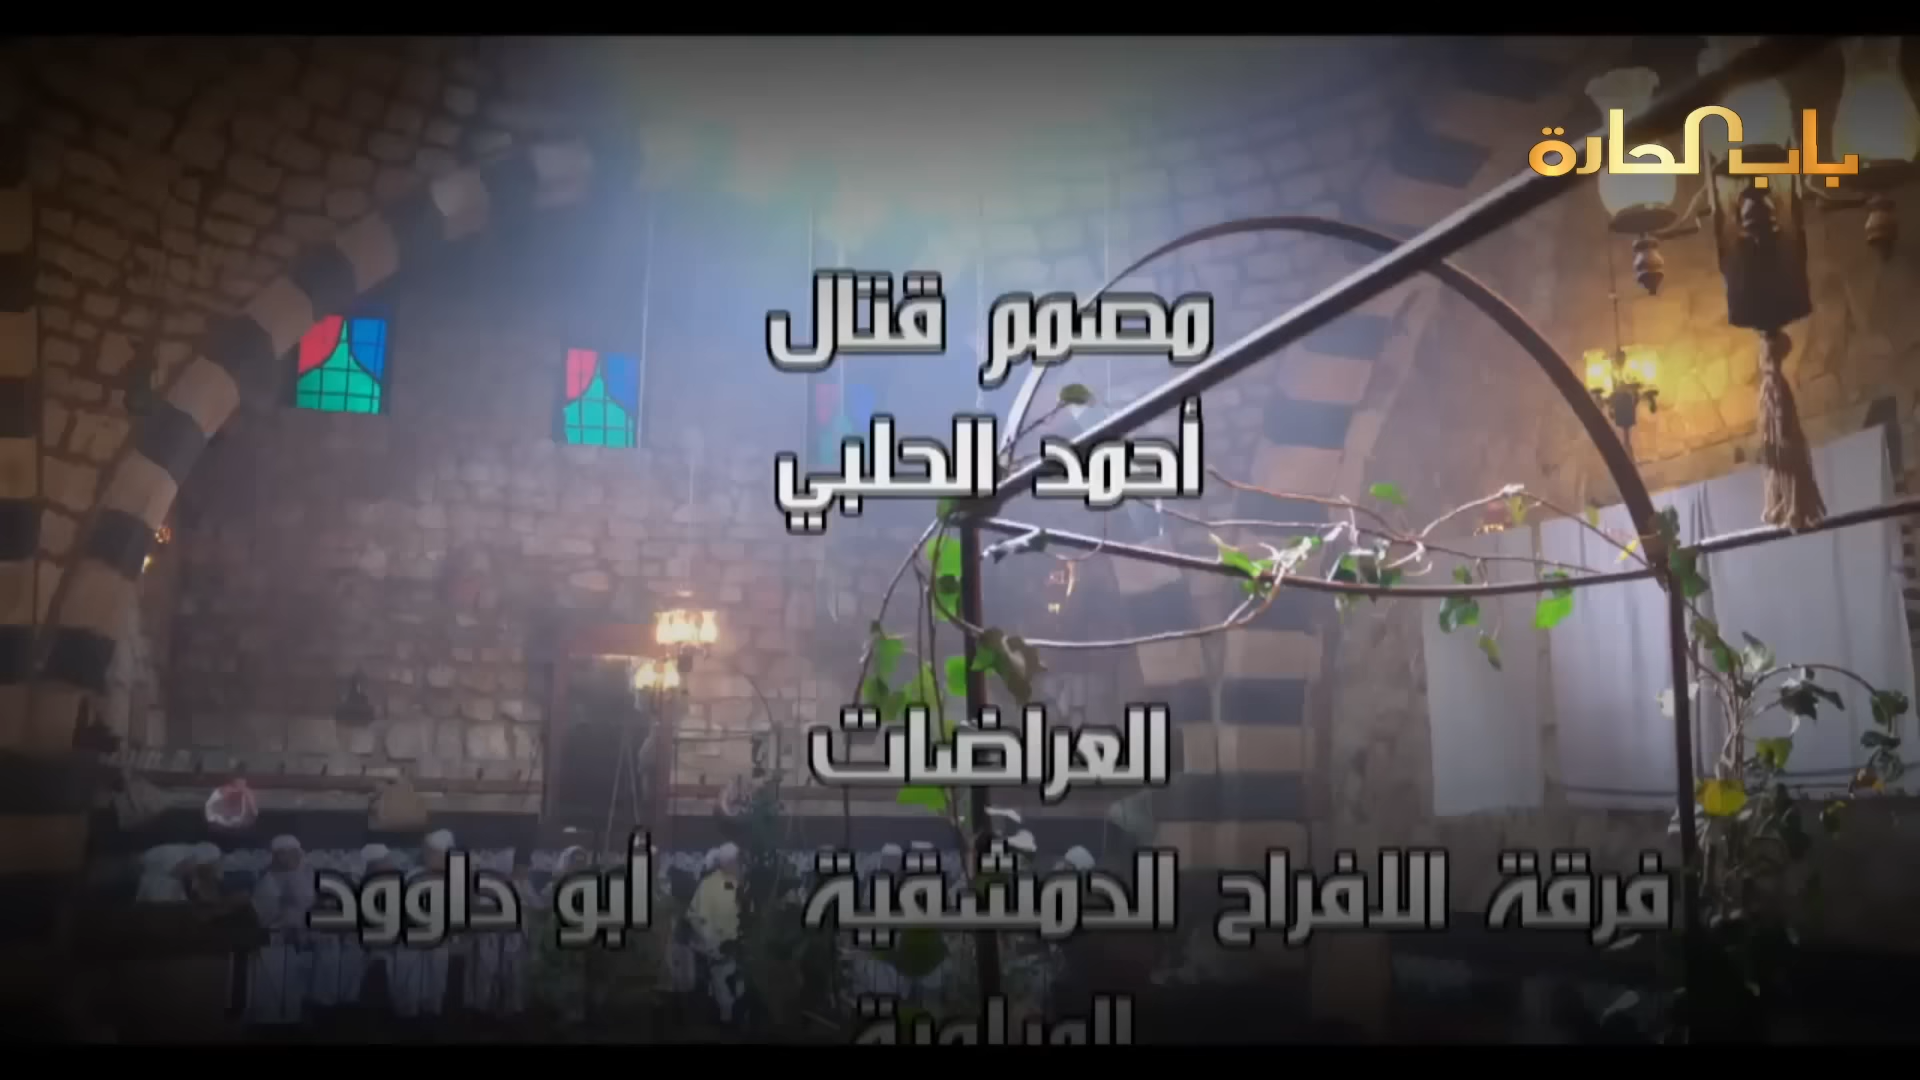 باب الحارة
مصمم قتال
أحمد الحلبي
العراضات
فرقة الافراح الدمشقية أبو داوود